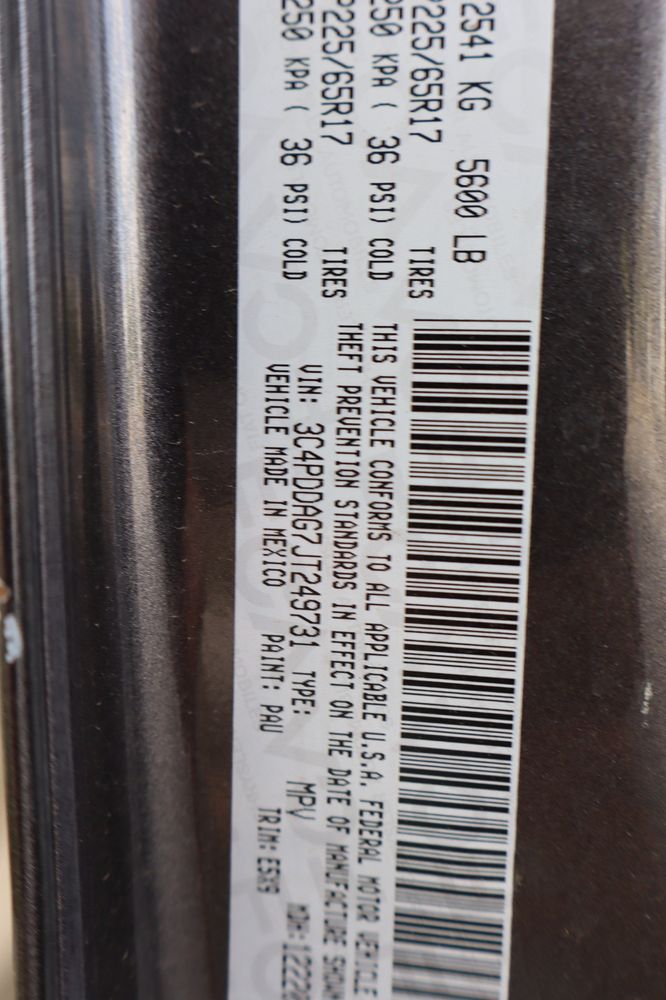 2541 KG 5600 LB
TIRES
P225/65R17
250 KPA ( 36 PSI) COLD
TIRES
P225/65R17
250 KPA ( 36 PSI) COLD
THIS VEHICLE CONFORMS TO ALL APPLICABLE U.S.A. FEDERAL MOTOR VEHICLE
THEFT PREVENTION STANDARDS IN EFFECT ON THE DATE OF MANUFACTURE SHOWN
VIN: 3C4PDDAG7JT249731 TYPE: MPV MDH: 122220
VEHICLE MADE IN MEXICO PAINT: PAU TRIM: E5X9